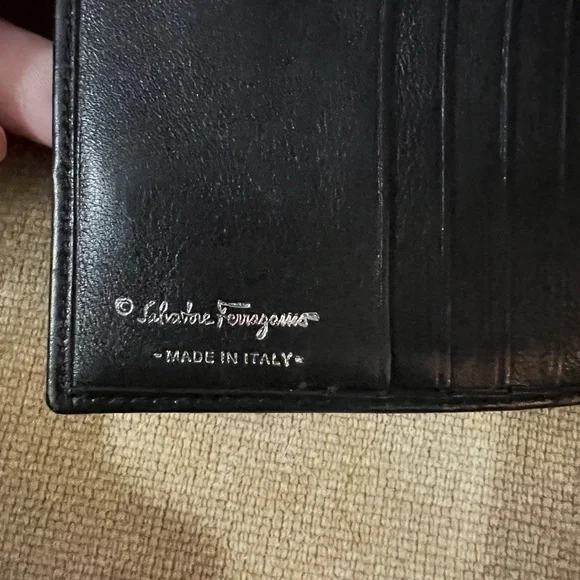 © Salvatore Ferragamo
-MADE IN ITALY-